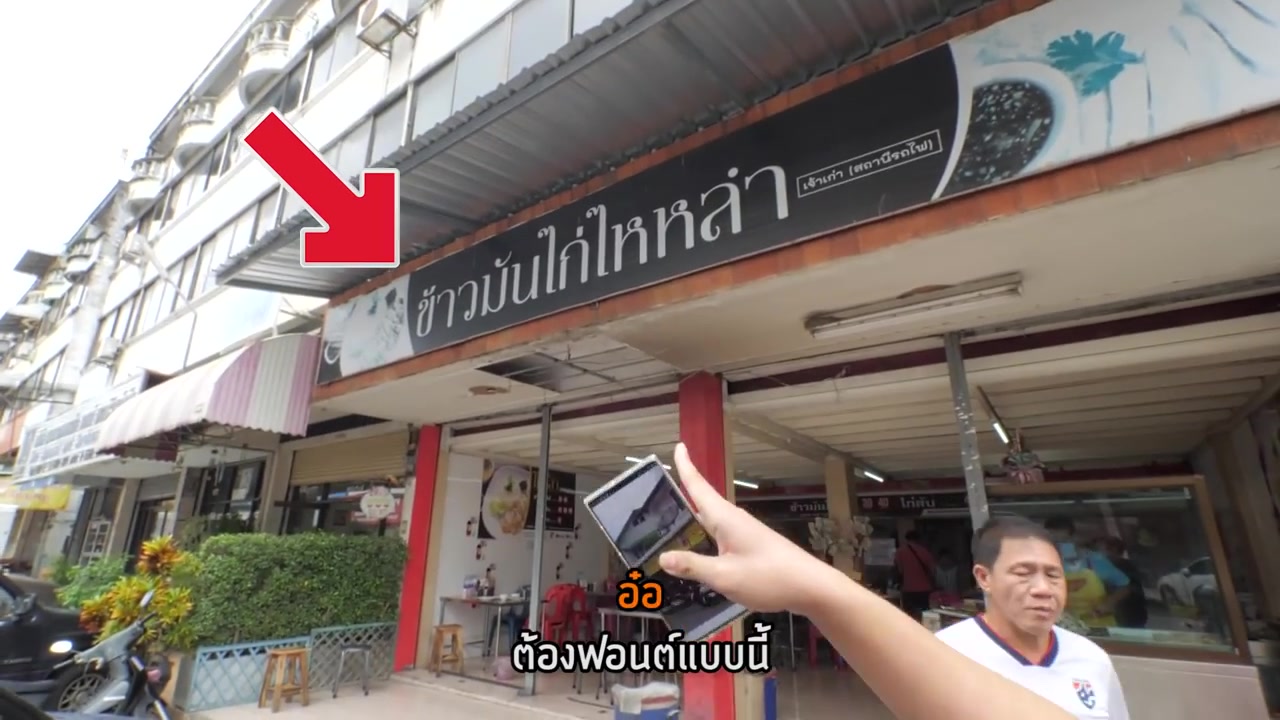 ข้าวมันไก่ไหหลำ
เจ้าเก่า (สถานีรถไฟ)
อ๋อ
ต้องฟอนต์แบบนี้